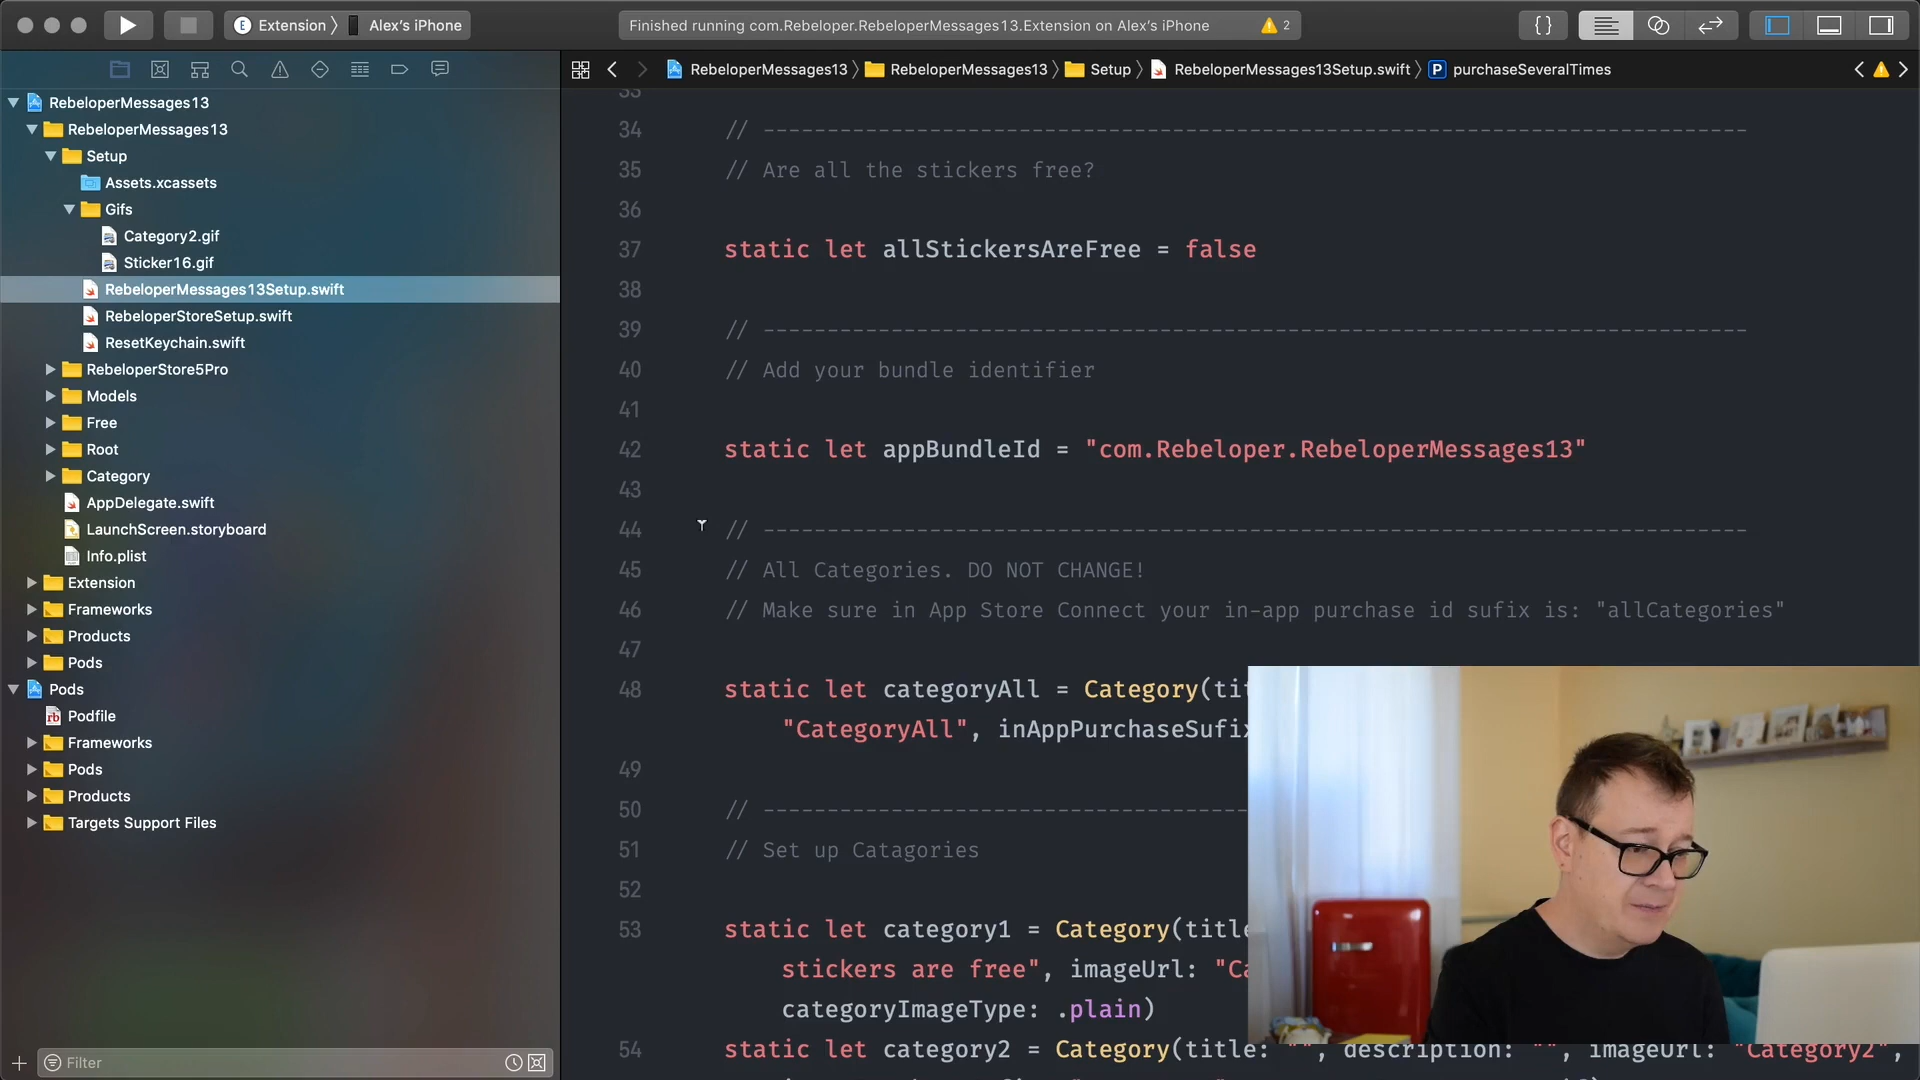 Extension
Alex's iPhone
Finished running com.Rebeloper.RebeloperMessages13.Extension on Alex's iPhone
2
RebeloperMessages13
RebeloperMessages13
Setup
RebeloperMessages13Setup.swift
P purchaseSeveralTimes
RebeloperMessages13
RebeloperMessages13
Setup
Assets.xcassets
Gifs
Category2.gif
Sticker16.gif
RebeloperMessages13Setup.swift
RebeloperStoreSetup.swift
ResetKeychain.swift
RebeloperStore5Pro
Models
Free
Root
Category
AppDelegate.swift
LaunchScreen.storyboard
Info.plist
Extension
Frameworks
Products
Pods
Pods
Podfile
Frameworks
Pods
Products
Targets Support Files
Filter
33
34 // -----------------------------------------------------------------------------
35 // Are all the stickers free?
36
37 static let allStickersAreFree = false
38
39 // -----------------------------------------------------------------------------
40 // Add your bundle identifier
41
42 static let appBundleId = "com.Rebeloper.RebeloperMessages13"
43
44 // -----------------------------------------------------------------------------
45 // All Categories. DO NOT CHANGE!
46 // Make sure in App Store Connect your in-app purchase id sufix is: "allCategories"
47
48 static let categoryAll = Category(tit
"CategoryAll", inAppPurchaseSufix
49
50 // --------------------------------------
51 // Set up Catagories
52
53 static let category1 = Category(title
stickers are free", imageUrl: "Ca
categoryImageType: .plain)
54 static let category2 = Category(title: "", description: "", imageUrl: "Category2",